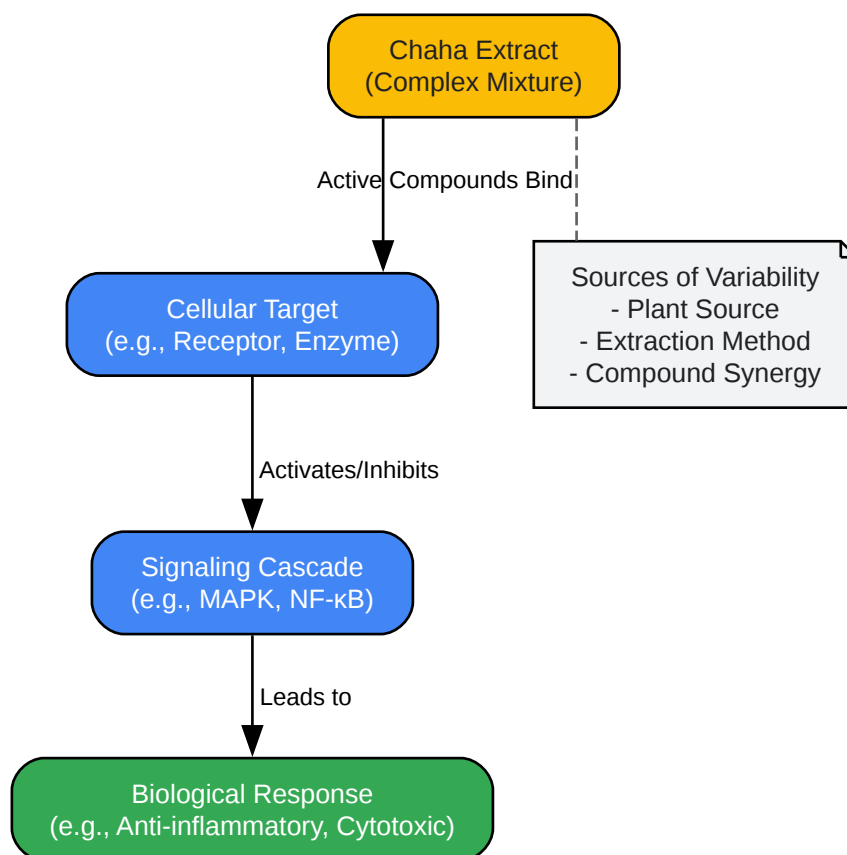 Chaha Extract
(Complex Mixture)
Active Compounds Bind
Sources of Variability
- Plant Source
- Extraction Method
- Compound Synergy
Cellular Target
(e.g., Receptor, Enzyme)
Activates/Inhibits
Signaling Cascade
(e.g., MAPK, NF-κB)
Leads to
Biological Response
(e.g., Anti-inflammatory, Cytotoxic)